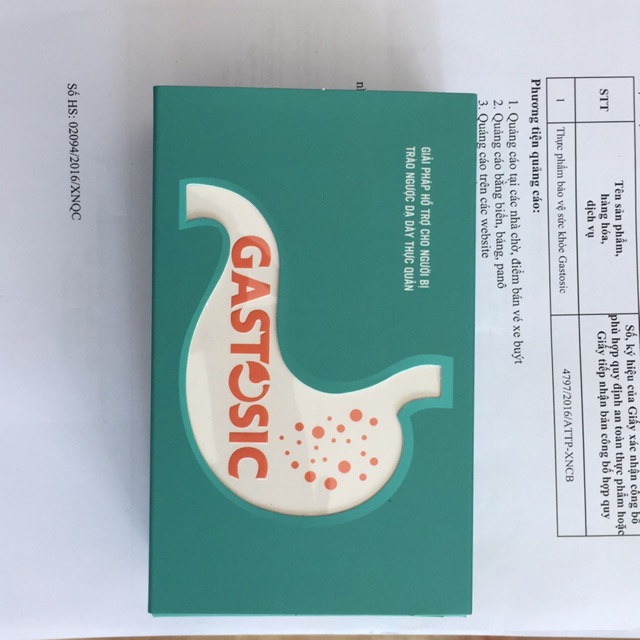 STT
Tên sản phẩm,
hàng hóa,
dịch vụ
Số, ký hiệu của Giấy xác nhận công bố
phù hợp quy định an toàn thực phẩm hoặc
Giấy tiếp nhận bản công bố hợp quy
1
Thực phẩm bảo vệ sức khỏe Gastosic
4797/2016/ATTP-XNCB
Phương tiện quảng cáo:
1. Quảng cáo tại các nhà chờ, điểm bán vé xe buýt
2. Quảng cáo bằng biển, bảng, panô
3. Quảng cáo trên các website
GIẢI PHÁP HỖ TRỢ CHO NGƯỜI BỊ
TRÀO NGƯỢC DẠ DÀY THỰC QUẢN
GASTOSIC
Số HS: 02094/2016/XNQC